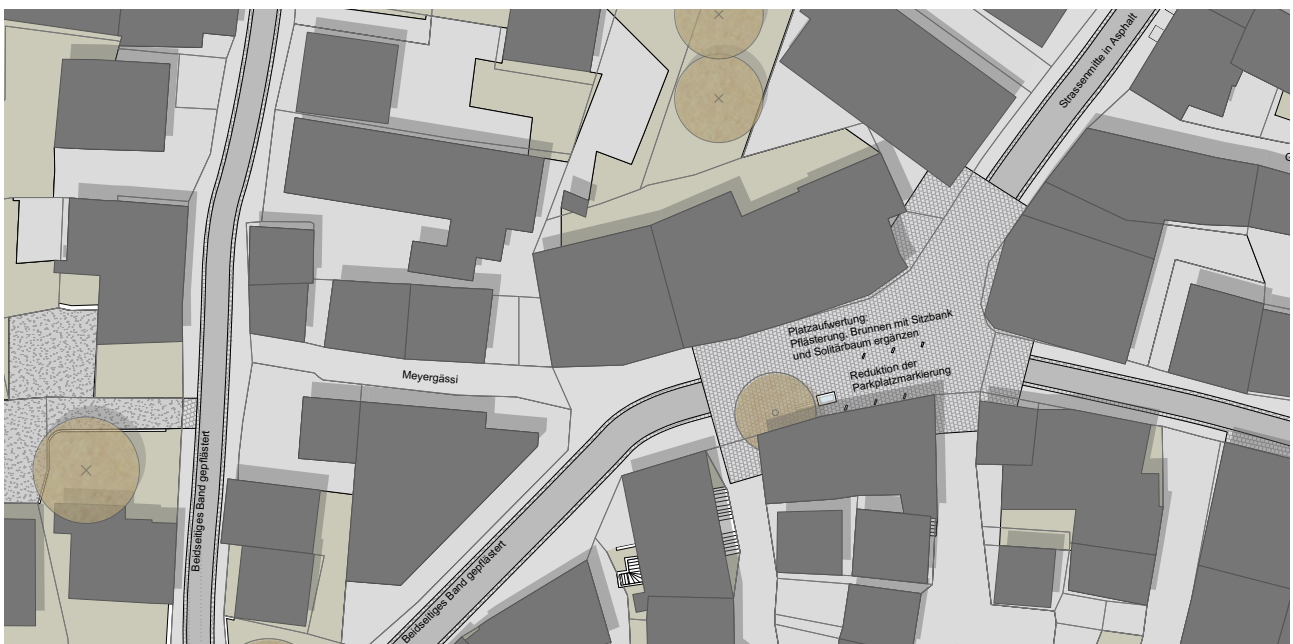 Strassenmitte in Asphalt
Platzaufwertung:
Pflästerung, Brunnen mit Sitzbank
und Solitärbaum ergänzen
Reduktion der
Parkplatzmarkierung
Meyergässi
Beidseitiges Band gepflästert
Beidseitiges Band gepflästert